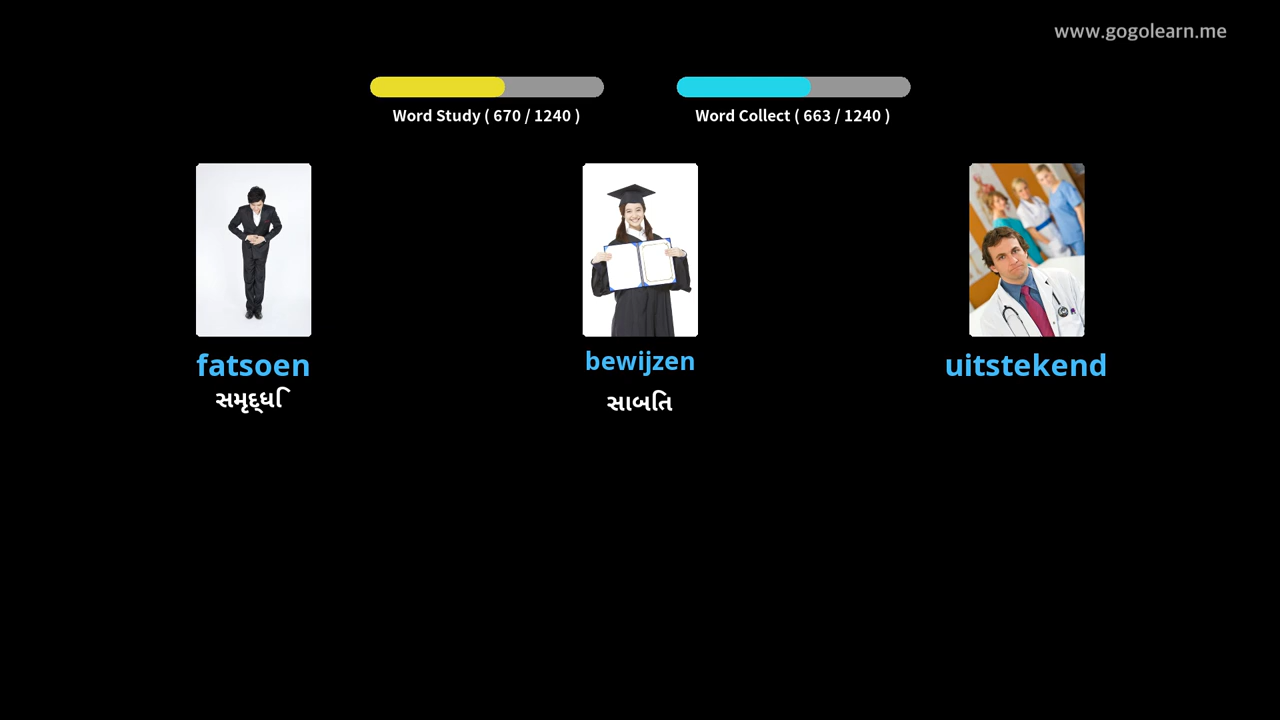 www.gogolearn.me
Word Study ( 670 / 1240 )
Word Collect ( 663 / 1240 )
fatsoen
bewijzen
uitstekend
સમૃદ્ધિ
સાબિત